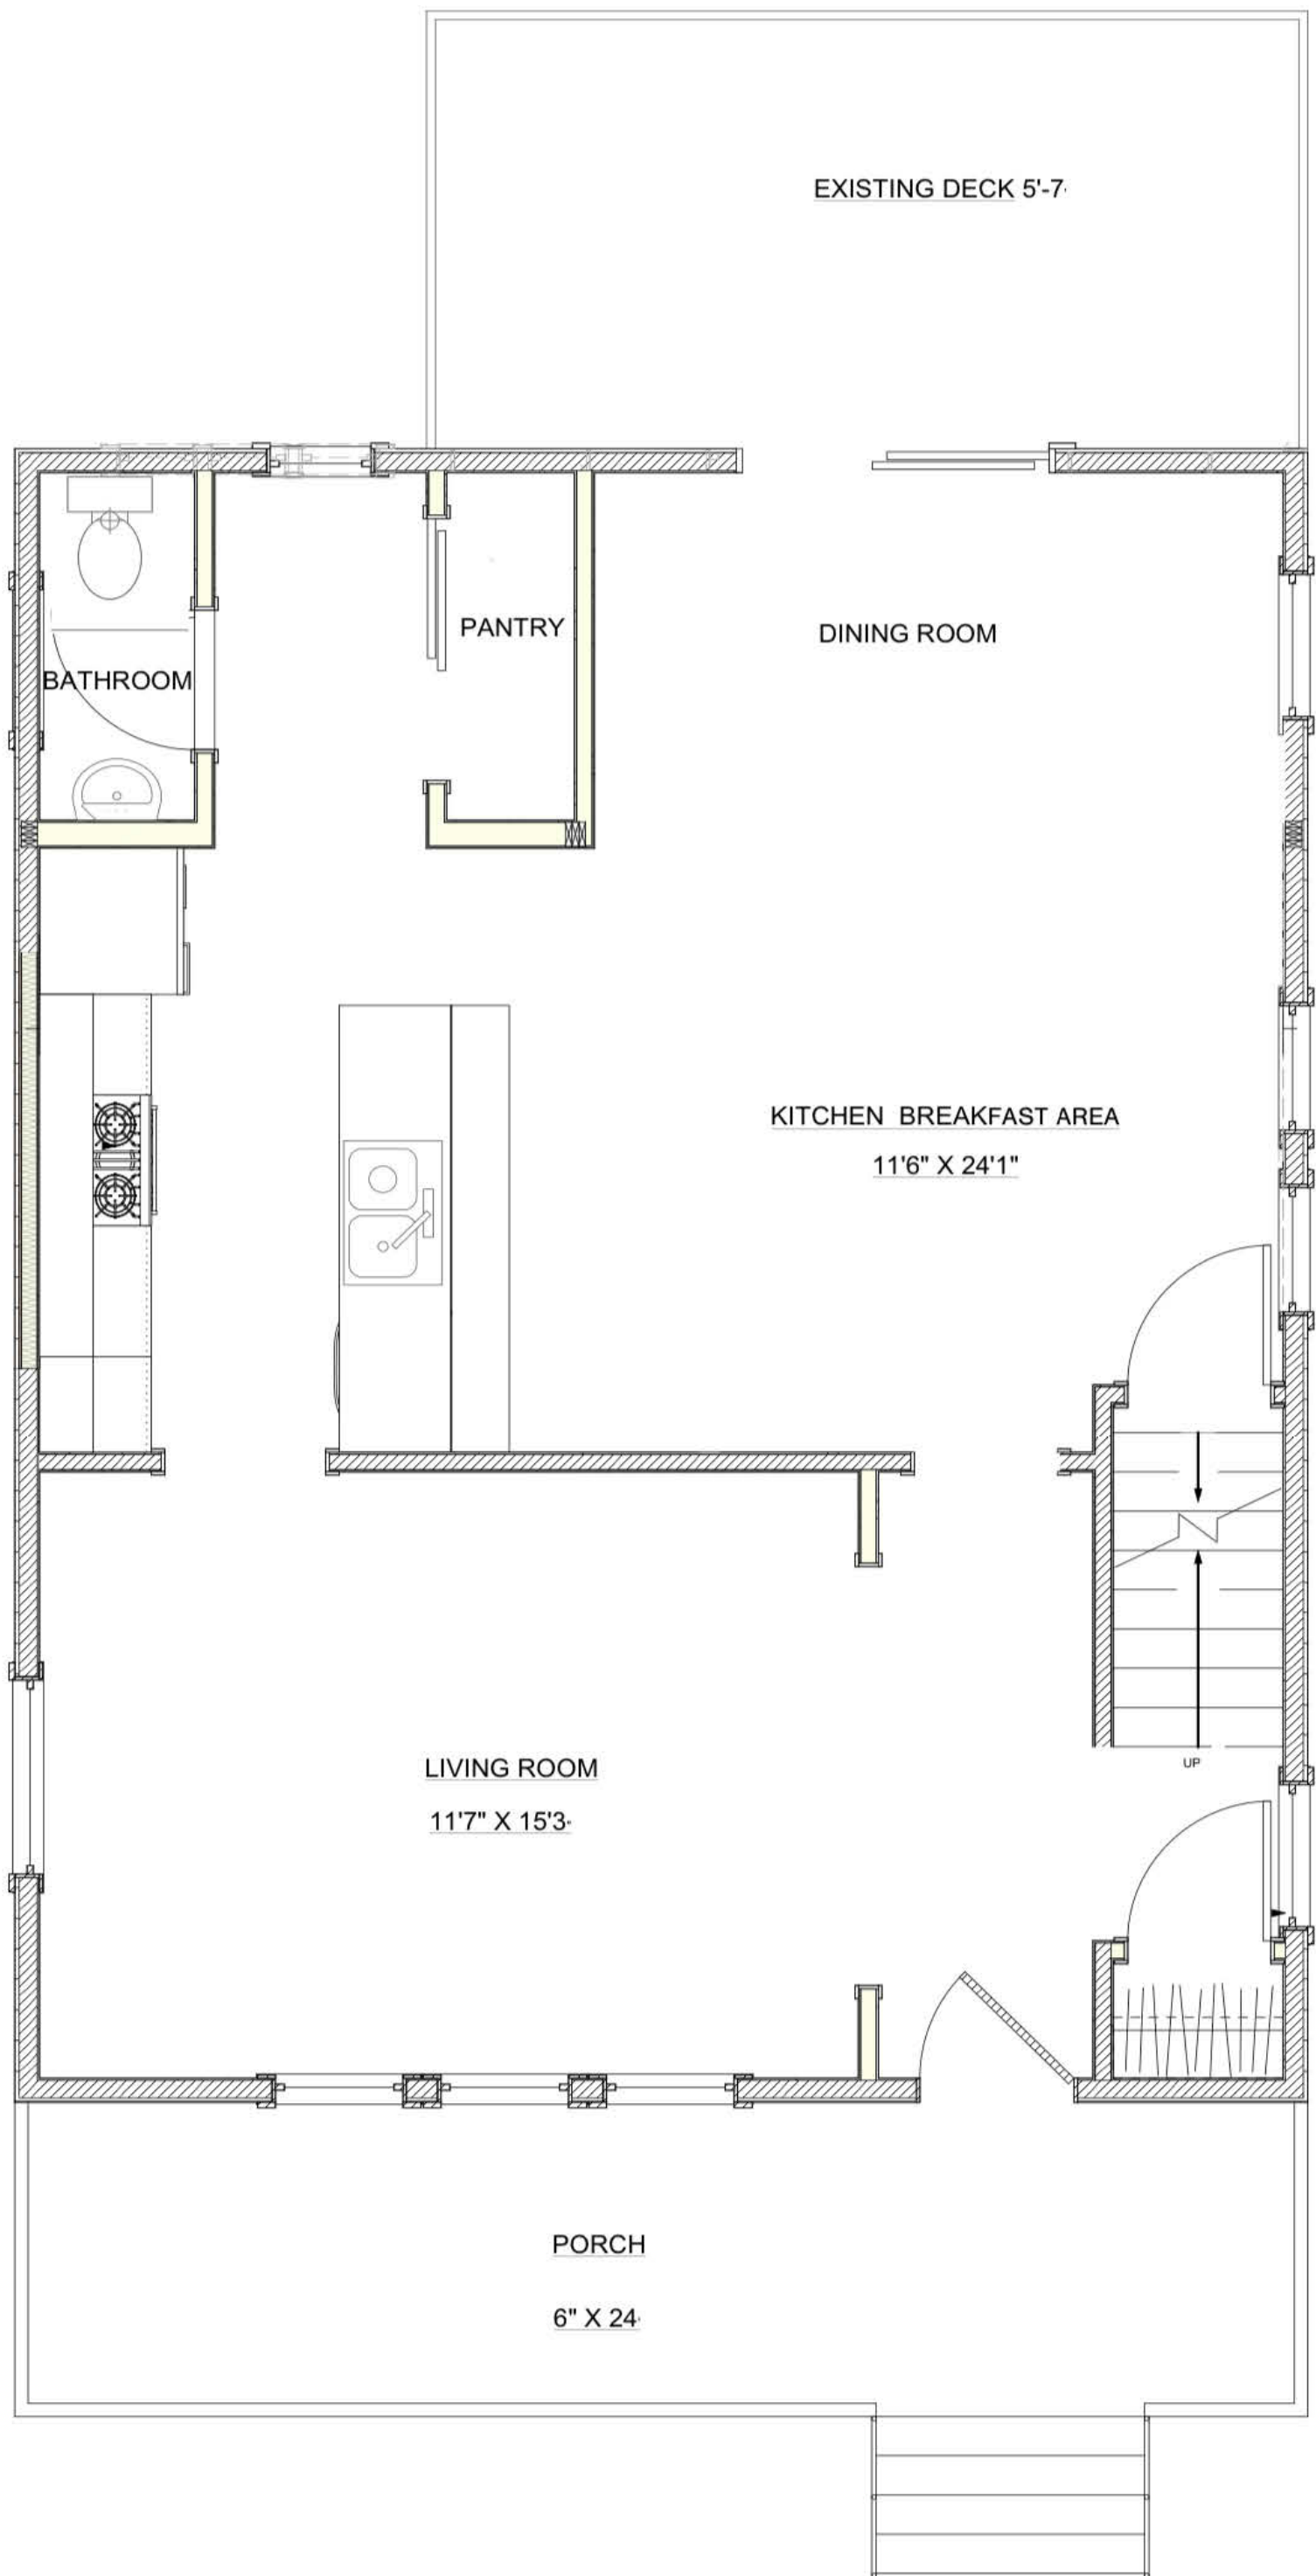 EXISTING DECK 5'-7
PANTRY
DINING ROOM
BATHROOM
KITCHEN BREAKFAST AREA
11'6" X 24'1"
LIVING ROOM
11'7" X 15'3
UP
PORCH
6" X 24